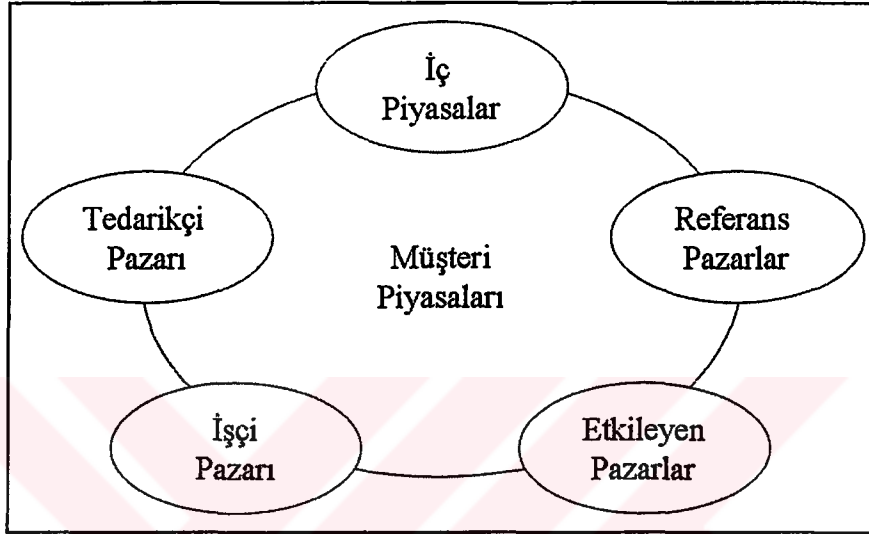 İç
Piyasalar
Tedarikçi
Pazarı
Referans
Pazarlar
Müşteri
Piyasaları
İşçi
Pazarı
Etkileyen
Pazarlar